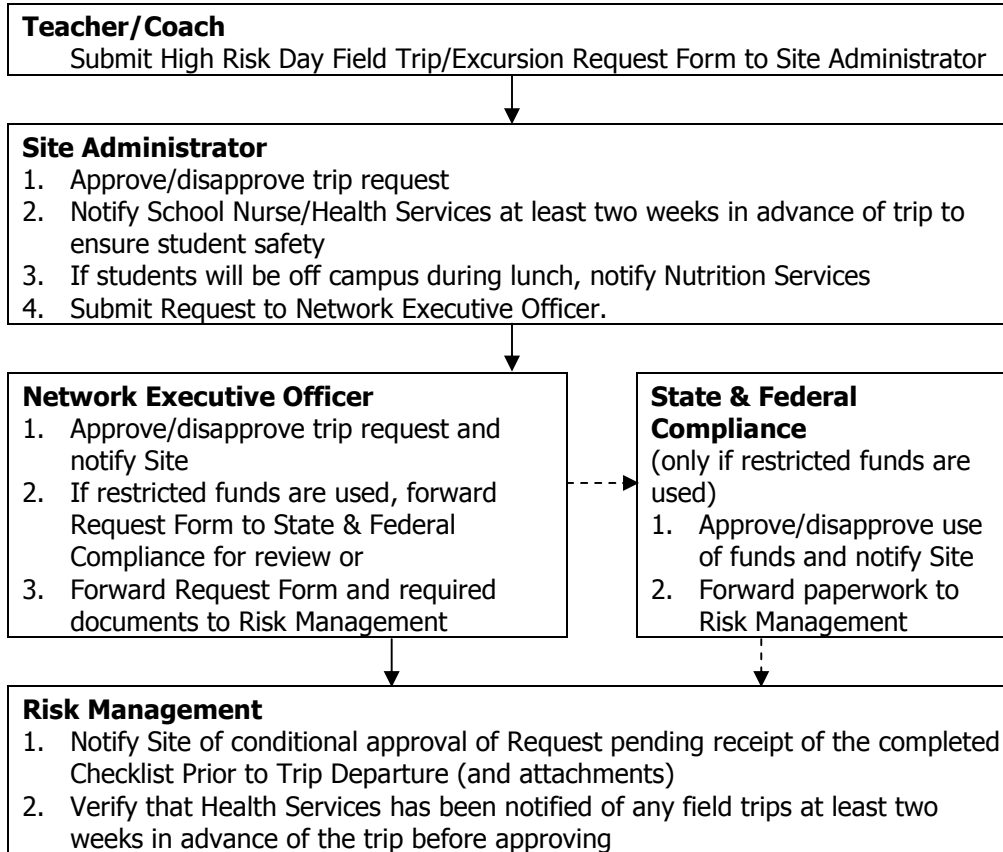 Teacher/Coach
Submit High Risk Day Field Trip/Excursion Request Form to Site Administrator
Site Administrator
1. Approve/disapprove trip request
2. Notify School Nurse/Health Services at least two weeks in advance of trip to
ensure student safety
3. If students will be off campus during lunch, notify Nutrition Services
4. Submit Request to Network Executive Officer.
Network Executive Officer
1. Approve/disapprove trip request and
notify Site
2. If restricted funds are used, forward
Request Form to State & Federal
Compliance for review or
3. Forward Request Form and required
documents to Risk Management
State & Federal
Compliance
(only if restricted funds are
used)
1. Approve/disapprove use
of funds and notify Site
2. Forward paperwork to
Risk Management
Risk Management
1. Notify Site of conditional approval of Request pending receipt of the completed
Checklist Prior to Trip Departure (and attachments)
2. Verify that Health Services has been notified of any field trips at least two
weeks in advance of the trip before approving